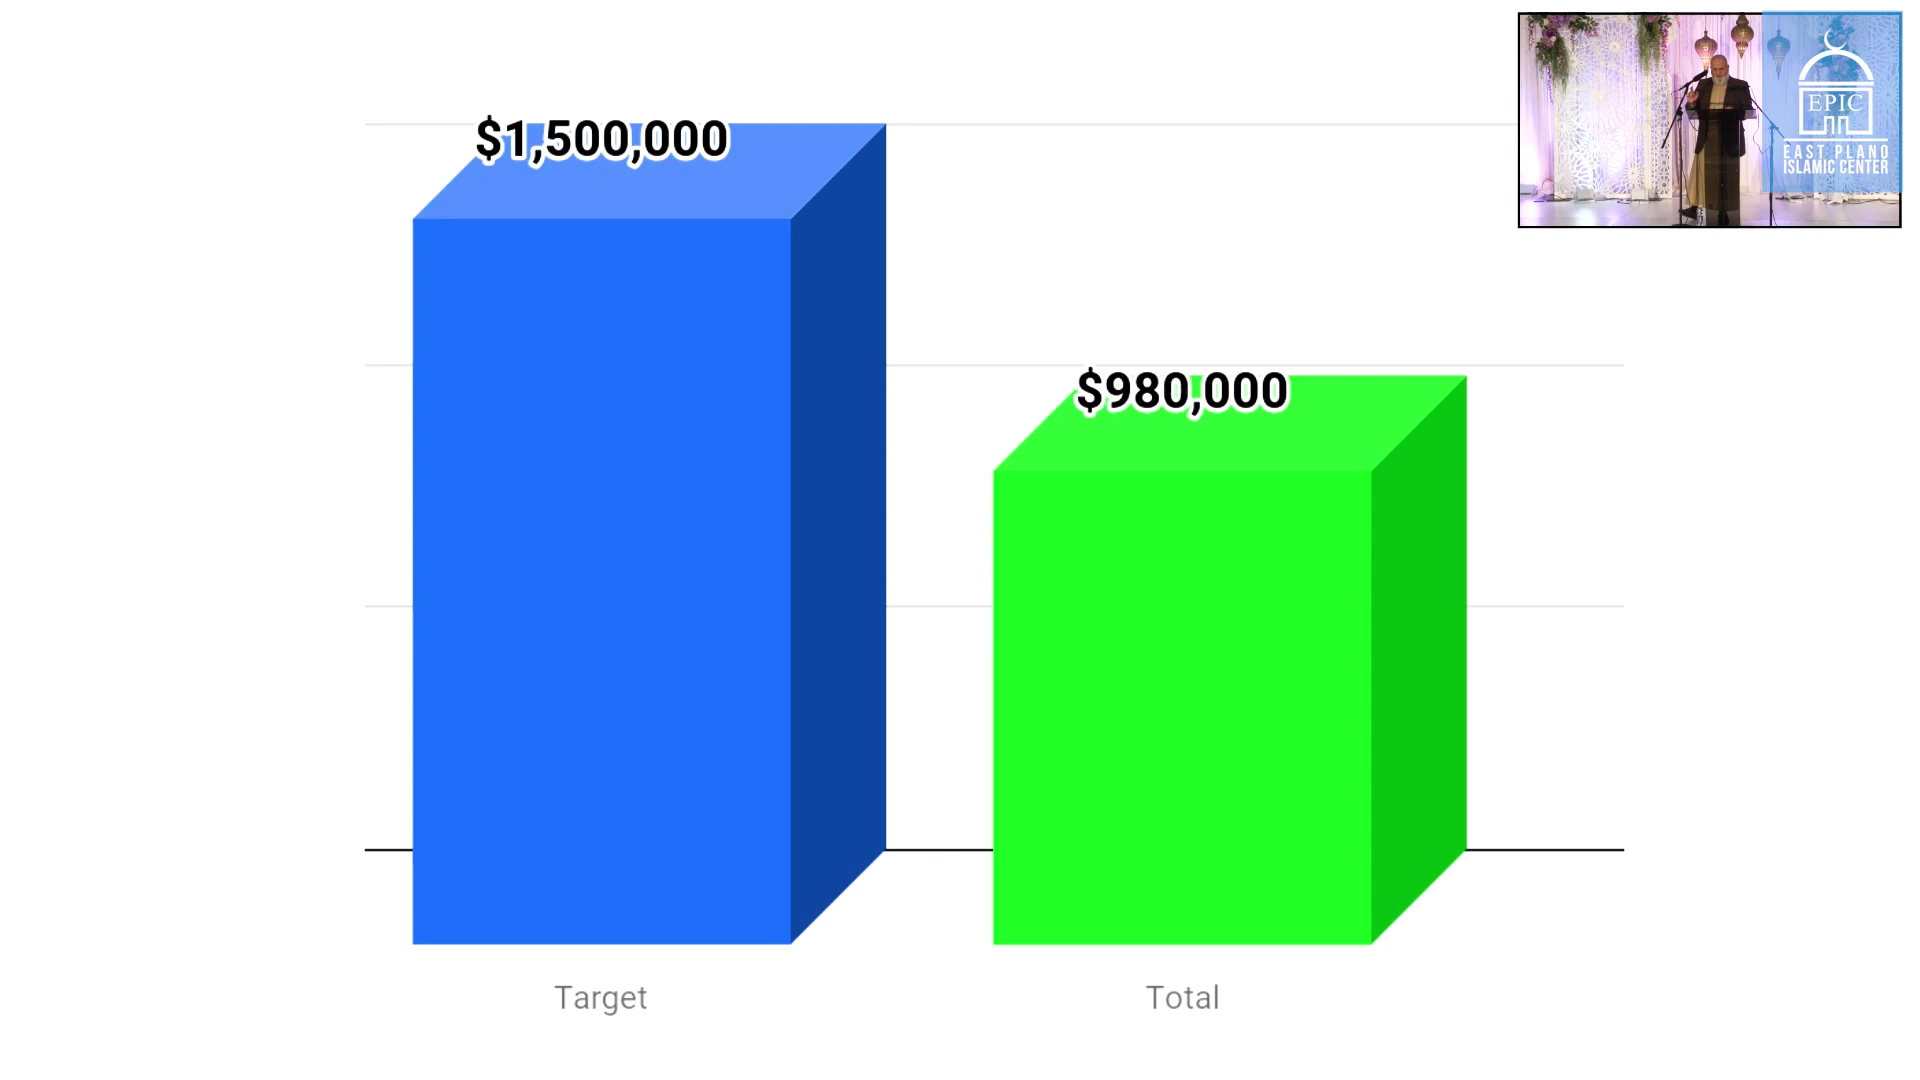 $1,500,000
$980,000
Target
Total
EPIC
EAST PLANO
ISLAMIC CENTER